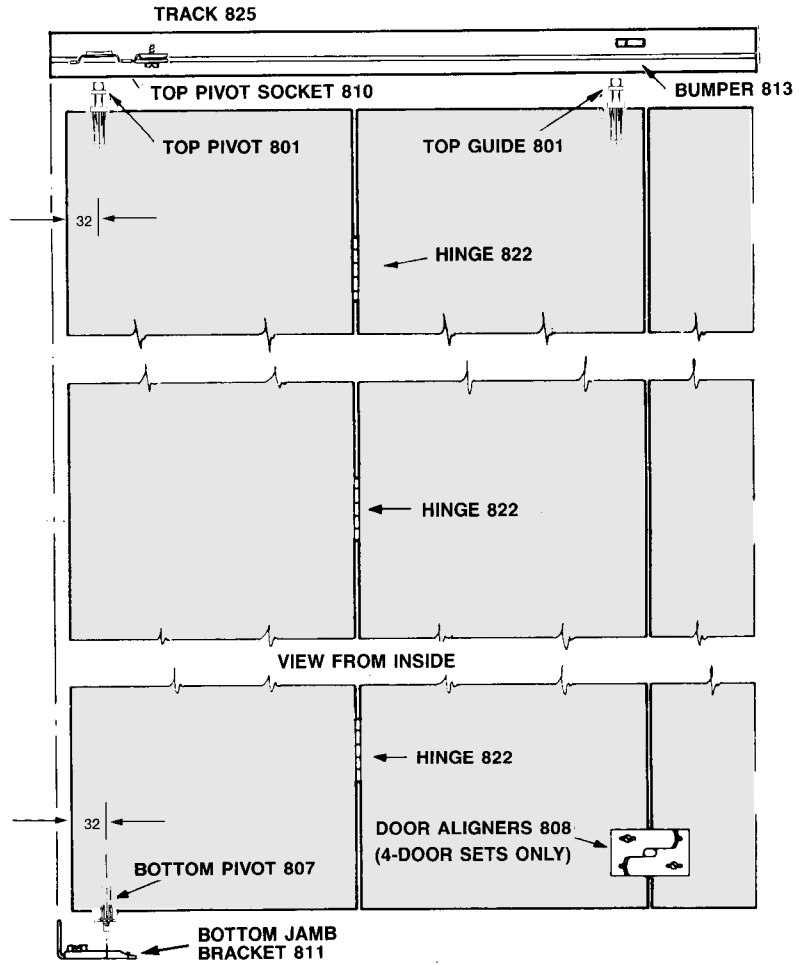 TRACK 825
TOP PIVOT SOCKET 810
BUMPER 813
TOP PIVOT 801
TOP GUIDE 801
32
HINGE 822
HINGE 822
VIEW FROM INSIDE
HINGE 822
32
DOOR ALIGNERS 808
(4-DOOR SETS ONLY)
BOTTOM PIVOT 807
BOTTOM JAMB
BRACKET 811